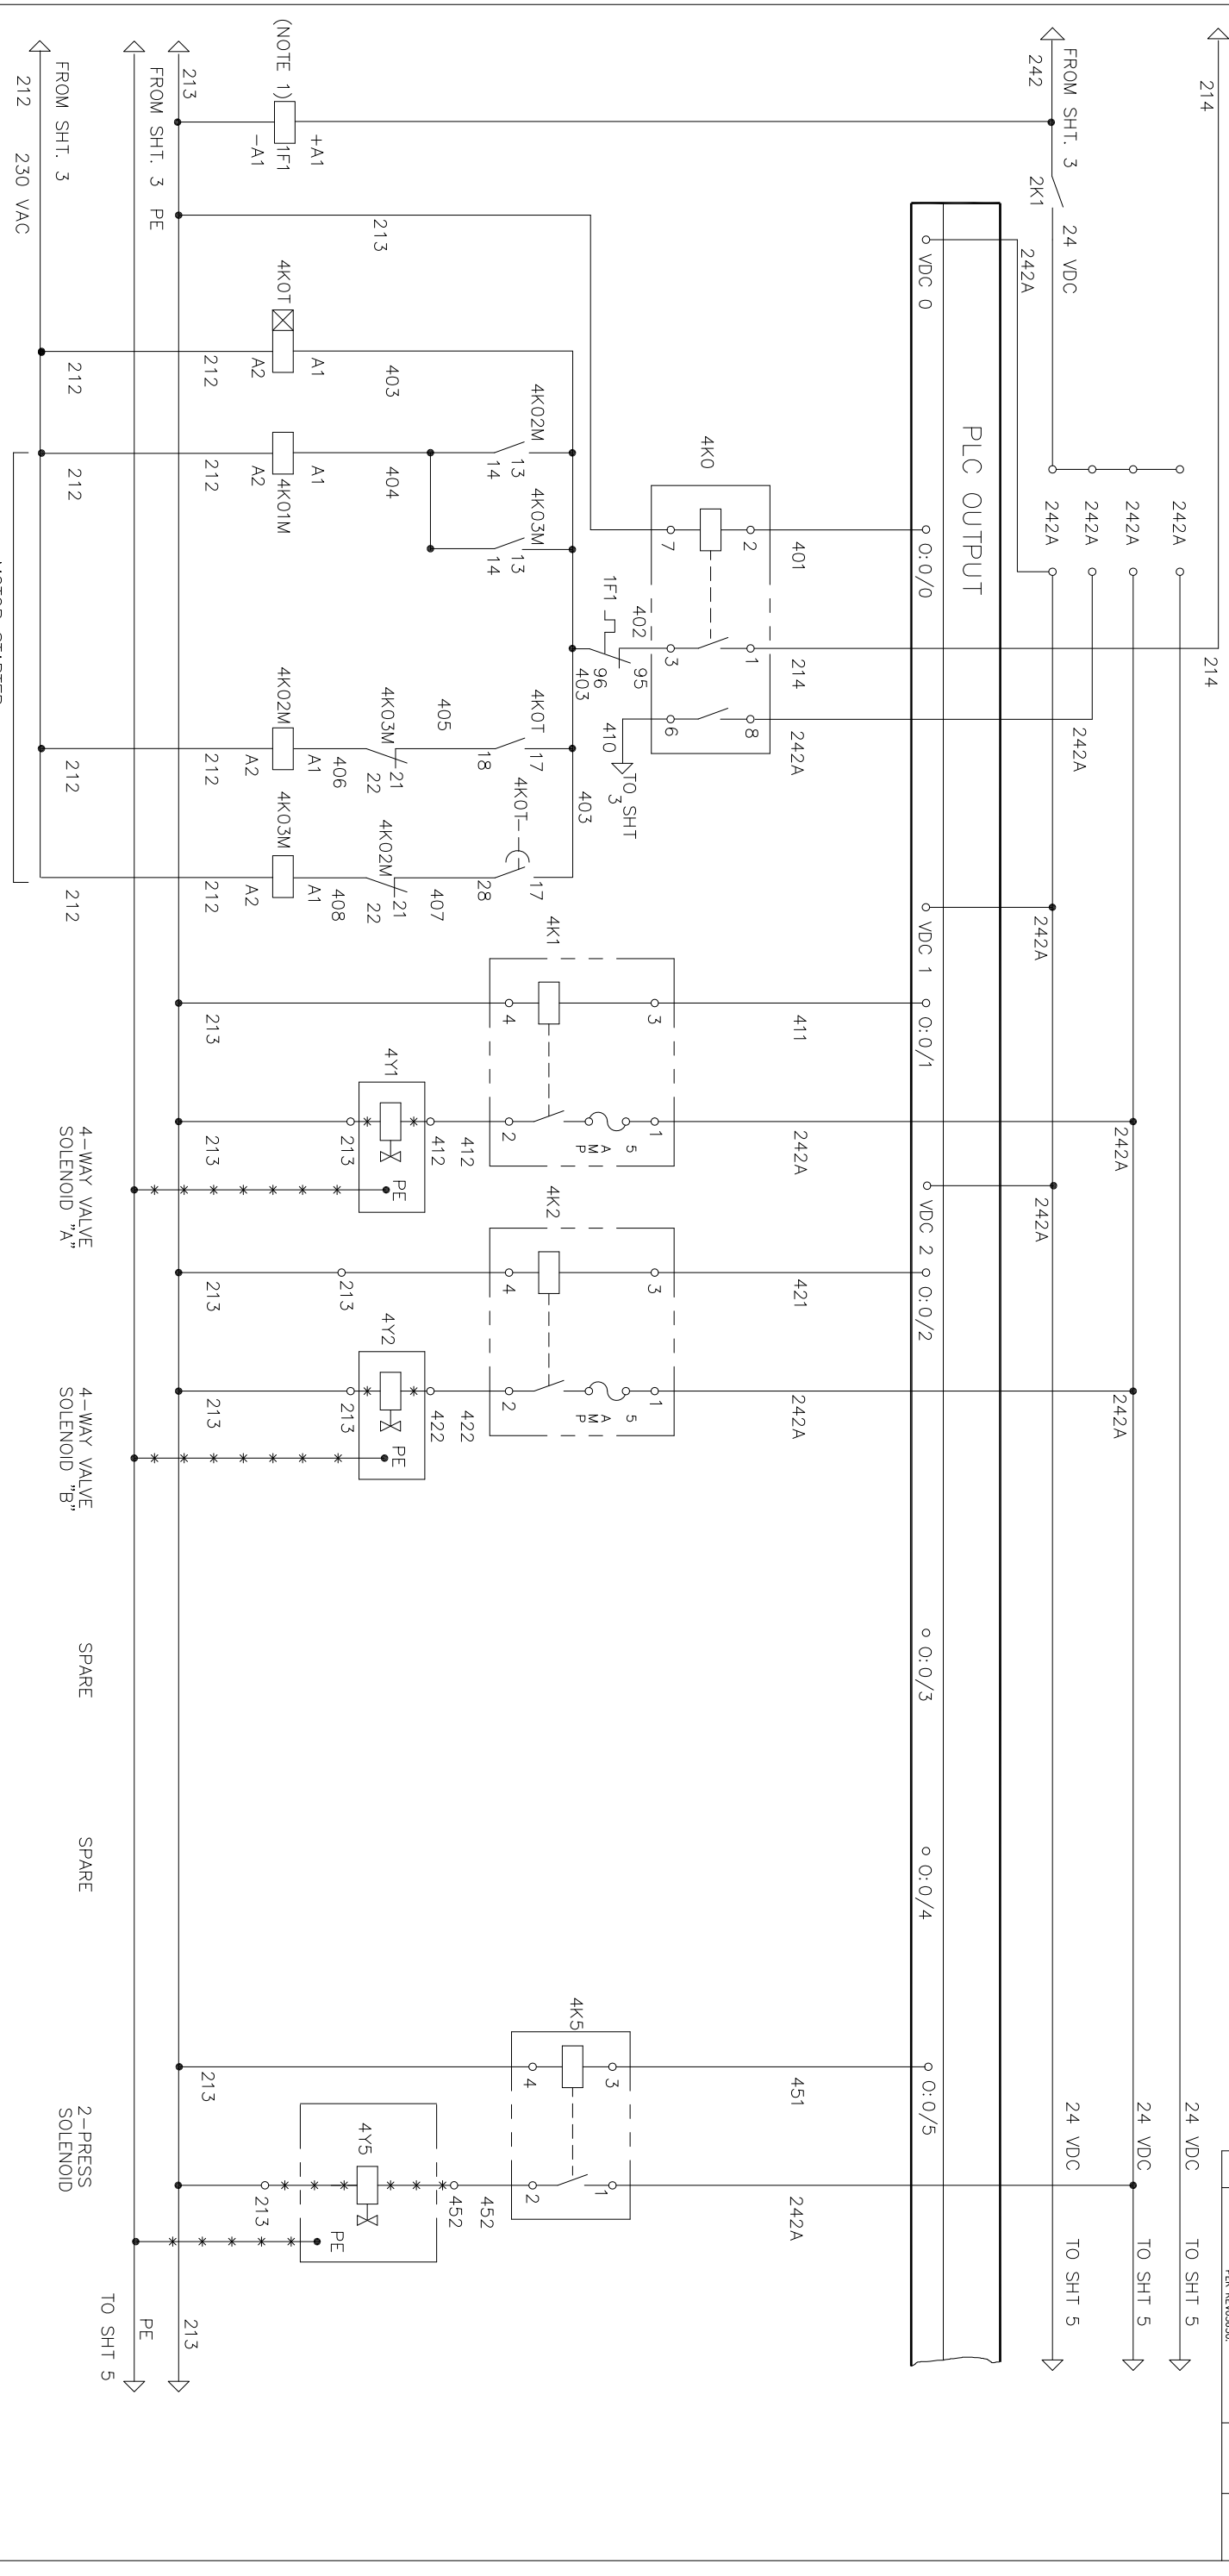 214
214
FROM SHT. 3
242
2K1
24 VDC
242A
242A
242A
242A
242A
242A
242A
242A
242A
242A
242A
24 VDC
TO SHT 5
24 VDC
TO SHT 5
24 VDC
TO SHT 5
PLC OUTPUT
VDC 0
O:0/0
VDC 1
O:0/1
VDC 2
O:0/2
O:0/3
O:0/4
O:0/5
401
214
242A
411
242A
421
242A
451
242A
4K0
2
7
1
3
8
6
402
410
TO SHT
3
1F1
95
96
403
403
4K1
3
4
1
2
5
AMP
4K2
3
4
1
2
5
AMP
4K5
3
4
1
2
4K02M
13
14
4K03M
13
14
4K0T
17
18
4K0T
17
28
403
404
405
407
4K03M
21
22
4K02M
21
22
406
408
4K0T
A1
A2
4K01M
A1
A2
4K02M
A1
A2
4K03M
A1
A2
212
212
212
212
212
212
212
212
412
412
4Y1
213
PE
422
422
4Y2
213
PE
213
452
452
4Y5
213
PE
(NOTE 1)
1F1
+A1
-A1
213
213
213
213
213
213
213
213
FROM SHT. 3
PE
PE
TO SHT 5
FROM SHT. 3
212
230 VAC
4-WAY VALVE
SOLENOID "A"
4-WAY VALVE
SOLENOID "B"
SPARE
SPARE
2-PRESS
SOLENOID